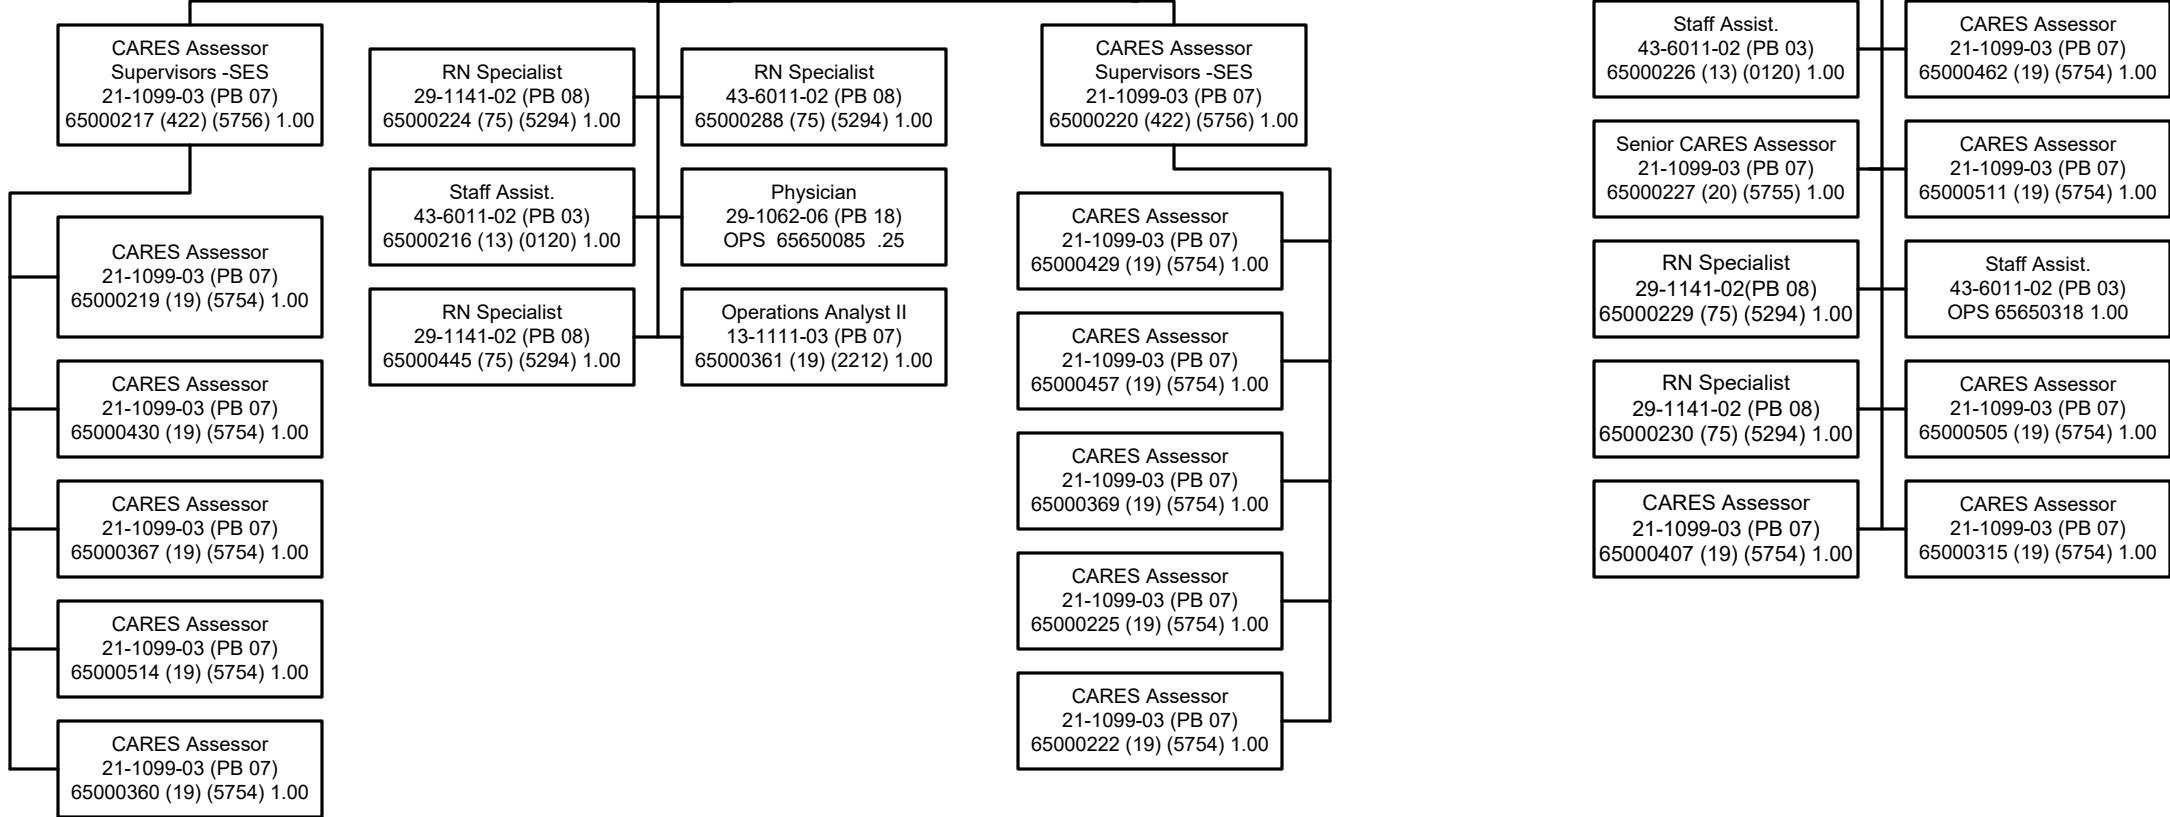 CARES Assessor
Supervisors -SES
21-1099-03 (PB 07)
65000217 (422) (5756) 1.00
CARES Assessor
21-1099-03 (PB 07)
65000219 (19) (5754) 1.00
CARES Assessor
21-1099-03 (PB 07)
65000430 (19) (5754) 1.00
CARES Assessor
21-1099-03 (PB 07)
65000367 (19) (5754) 1.00
CARES Assessor
21-1099-03 (PB 07)
65000514 (19) (5754) 1.00
CARES Assessor
21-1099-03 (PB 07)
65000360 (19) (5754) 1.00
RN Specialist
29-1141-02 (PB 08)
65000224 (75) (5294) 1.00
RN Specialist
43-6011-02 (PB 08)
65000288 (75) (5294) 1.00
Staff Assist.
43-6011-02 (PB 03)
65000216 (13) (0120) 1.00
Physician
29-1062-06 (PB 18)
OPS 65650085 .25
RN Specialist
29-1141-02 (PB 08)
65000445 (75) (5294) 1.00
Operations Analyst II
13-1111-03 (PB 07)
65000361 (19) (2212) 1.00
CARES Assessor
Supervisors -SES
21-1099-03 (PB 07)
65000220 (422) (5756) 1.00
CARES Assessor
21-1099-03 (PB 07)
65000429 (19) (5754) 1.00
CARES Assessor
21-1099-03 (PB 07)
65000457 (19) (5754) 1.00
CARES Assessor
21-1099-03 (PB 07)
65000369 (19) (5754) 1.00
CARES Assessor
21-1099-03 (PB 07)
65000225 (19) (5754) 1.00
CARES Assessor
21-1099-03 (PB 07)
65000222 (19) (5754) 1.00
Staff Assist.
43-6011-02 (PB 03)
65000226 (13) (0120) 1.00
CARES Assessor
21-1099-03 (PB 07)
65000462 (19) (5754) 1.00
Senior CARES Assessor
21-1099-03 (PB 07)
65000227 (20) (5755) 1.00
CARES Assessor
21-1099-03 (PB 07)
65000511 (19) (5754) 1.00
RN Specialist
29-1141-02(PB 08)
65000229 (75) (5294) 1.00
Staff Assist.
43-6011-02 (PB 03)
OPS 65650318 1.00
RN Specialist
29-1141-02 (PB 08)
65000230 (75) (5294) 1.00
CARES Assessor
21-1099-03 (PB 07)
65000505 (19) (5754) 1.00
CARES Assessor
21-1099-03 (PB 07)
65000407 (19) (5754) 1.00
CARES Assessor
21-1099-03 (PB 07)
65000315 (19) (5754) 1.00